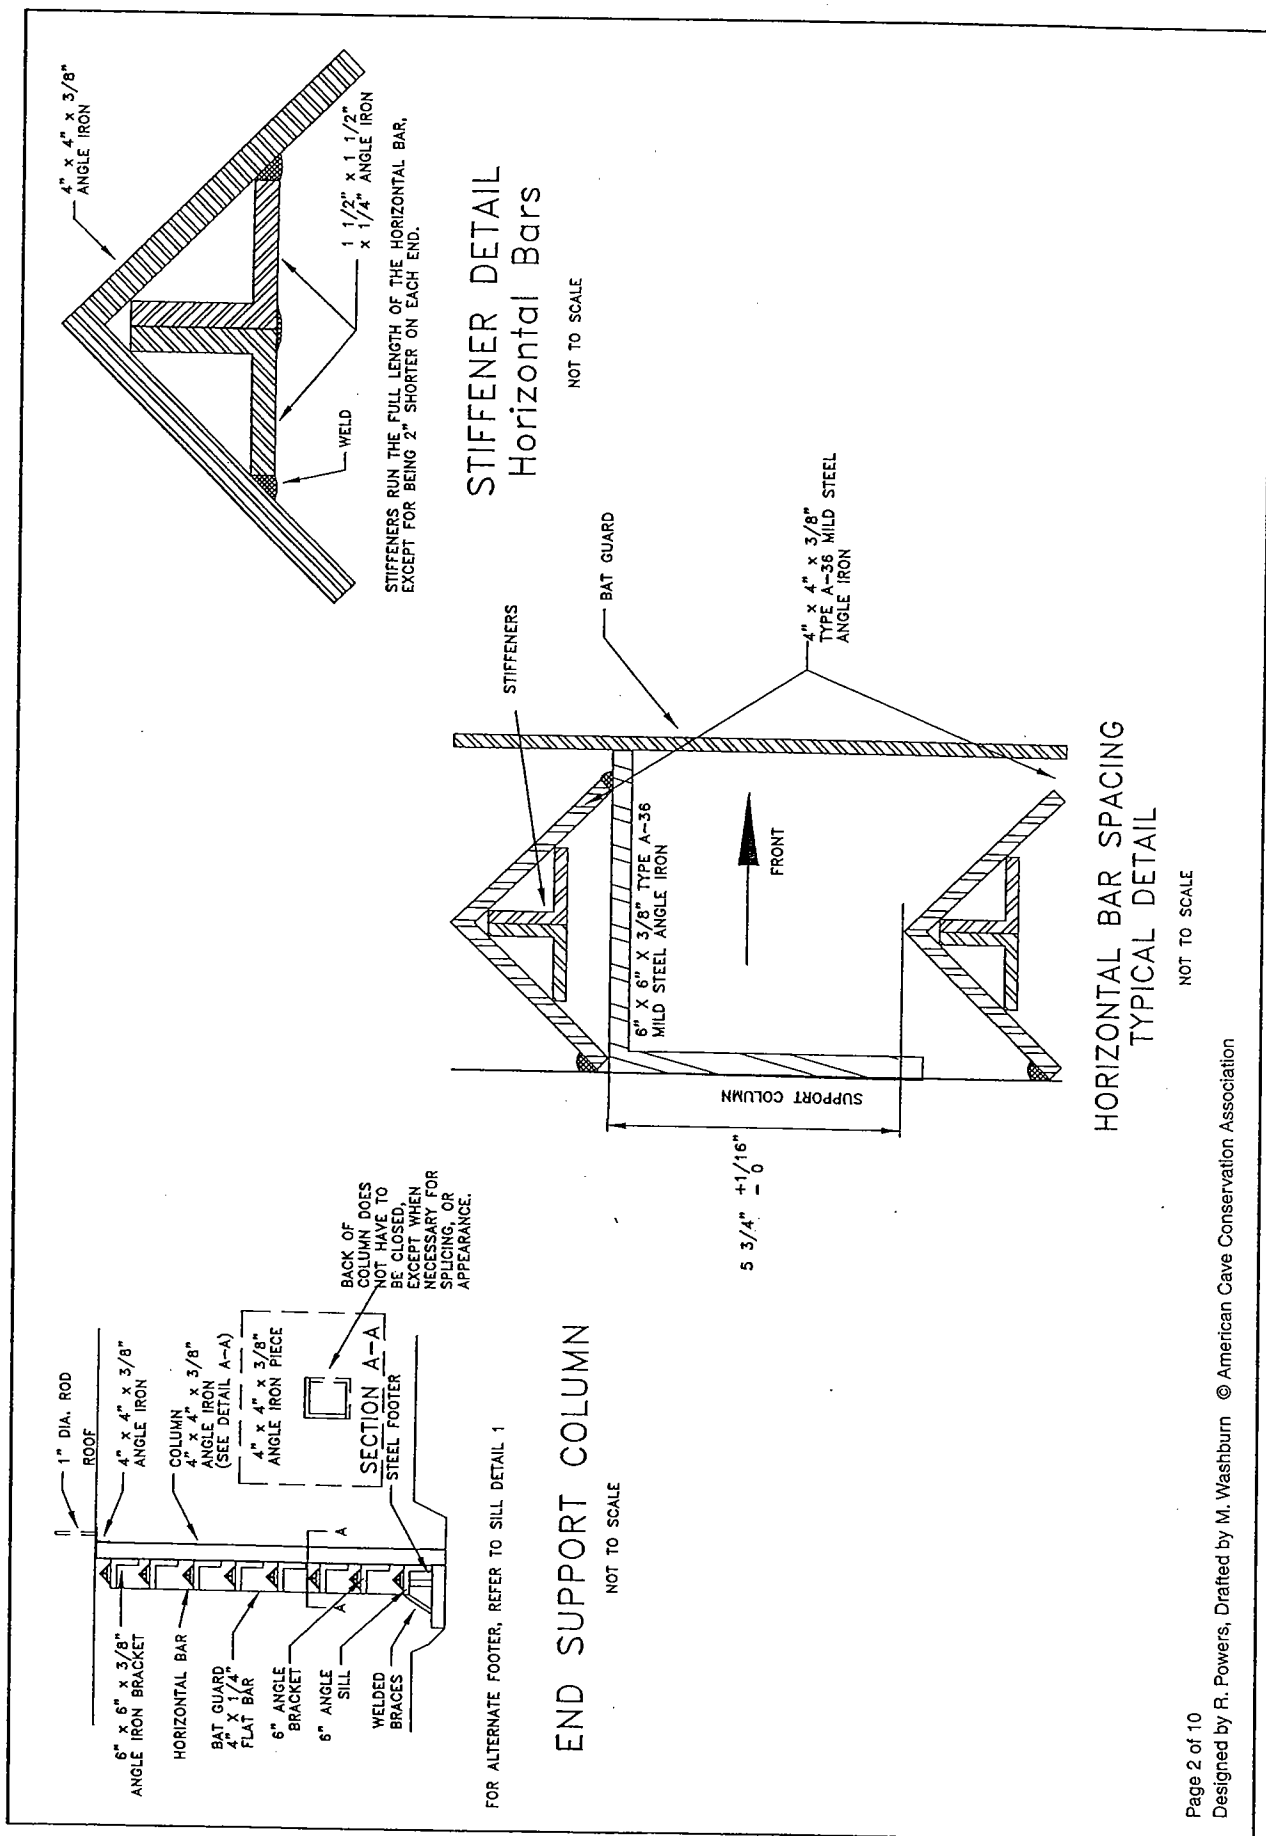 1" DIA. ROD
ROOF
4" x 4" x 3/8"
ANGLE IRON
COLUMN
4" x 4" x 3/8"
ANGLE IRON
(SEE DETAIL A-A)
4" x 4" x 3/8"
ANGLE IRON PIECE
SECTION A-A
STEEL FOOTER
BACK OF
COLUMN DOES
NOT HAVE TO
BE CLOSED,
EXCEPT WHEN
NECESSARY FOR
SPLICING, OR
APPEARANCE.
A
A
6" x 6" x 3/8"
ANGLE IRON BRACKET
HORIZONTAL BAR
BAT GUARD
4" X 1/4"
FLAT BAR
6" ANGLE
BRACKET
6" ANGLE
SILL
WELDED
BRACES
FOR ALTERNATE FOOTER, REFER TO SILL DETAIL 1
END SUPPORT COLUMN
NOT TO SCALE
4" x 4" x 3/8"
ANGLE IRON
1 1/2" x 1 1/2"
x 1/4" ANGLE IRON
WELD
STIFFENERS RUN THE FULL LENGTH OF THE HORIZONTAL BAR,
EXCEPT FOR BEING 2" SHORTER ON EACH END.
STIFFENER DETAIL
Horizontal Bars
NOT TO SCALE
STIFFENERS
BAT GUARD
4" x 4" x 3/8"
TYPE A-36 MILD STEEL
ANGLE IRON
6" X 6" X 3/8" TYPE A-36
MILD STEEL ANGLE IRON
FRONT
SUPPORT COLUMN
5 3/4" +1/16"
- 0
HORIZONTAL BAR SPACING
TYPICAL DETAIL
NOT TO SCALE
Page 2 of 10
Designed by R. Powers, Drafted by M. Washburn © American Cave Conservation Association